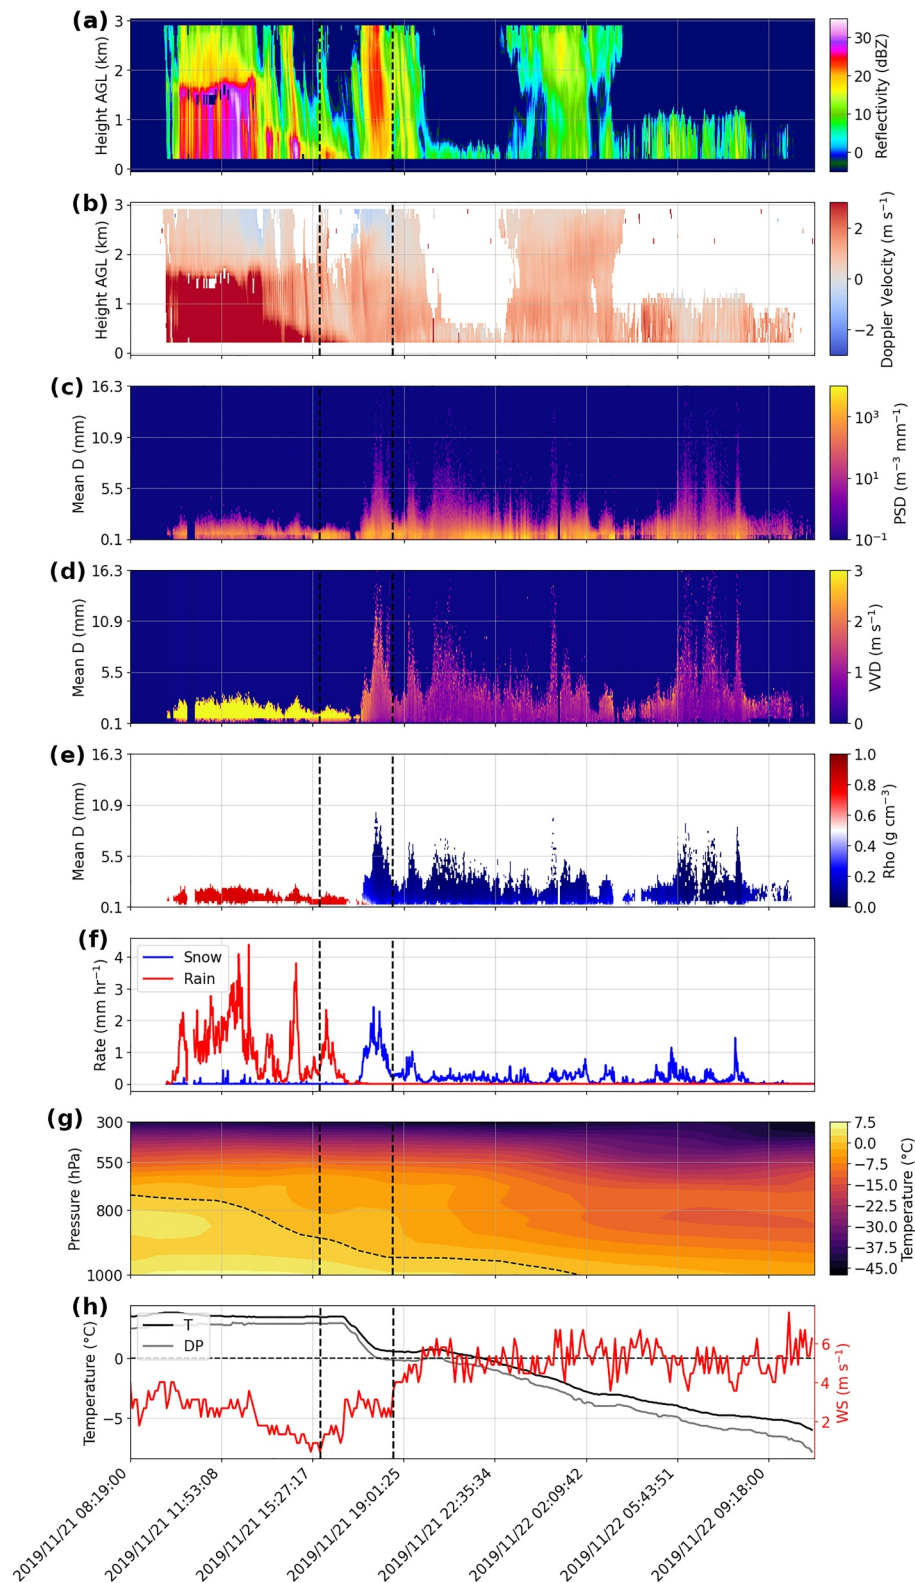 (a)
3
2
1
0
Height AGL (km)
30
20
10
0
Reflectivity (dBZ)
(b)
3
2
1
0
Height AGL (km)
2
0
−2
Doppler Velocity (m s⁻¹)
(c)
16.3
10.9
5.5
0.1
Mean D (mm)
10³
10¹
10⁻¹
PSD (m⁻³ mm⁻¹)
(d)
16.3
10.9
5.5
0.1
Mean D (mm)
3
2
1
0
VVD (m s⁻¹)
(e)
16.3
10.9
5.5
0.1
Mean D (mm)
1.0
0.8
0.6
0.4
0.2
0.0
Rho (g cm⁻³)
(f)
4
3
2
1
0
Rate (mm hr⁻¹)
Snow
Rain
(g)
300
550
800
1000
Pressure (hPa)
7.5
0.0
−7.5
−15.0
−22.5
−30.0
−37.5
−45.0
Temperature (°C)
(h)
0
−5
Temperature (°C)
T
DP
6
4
2
WS (m s⁻¹)
2019/11/21 08:19:00
2019/11/21 11:53:08
2019/11/21 15:27:17
2019/11/21 19:01:25
2019/11/21 22:35:34
2019/11/22 02:09:42
2019/11/22 05:43:51
2019/11/22 09:18:00